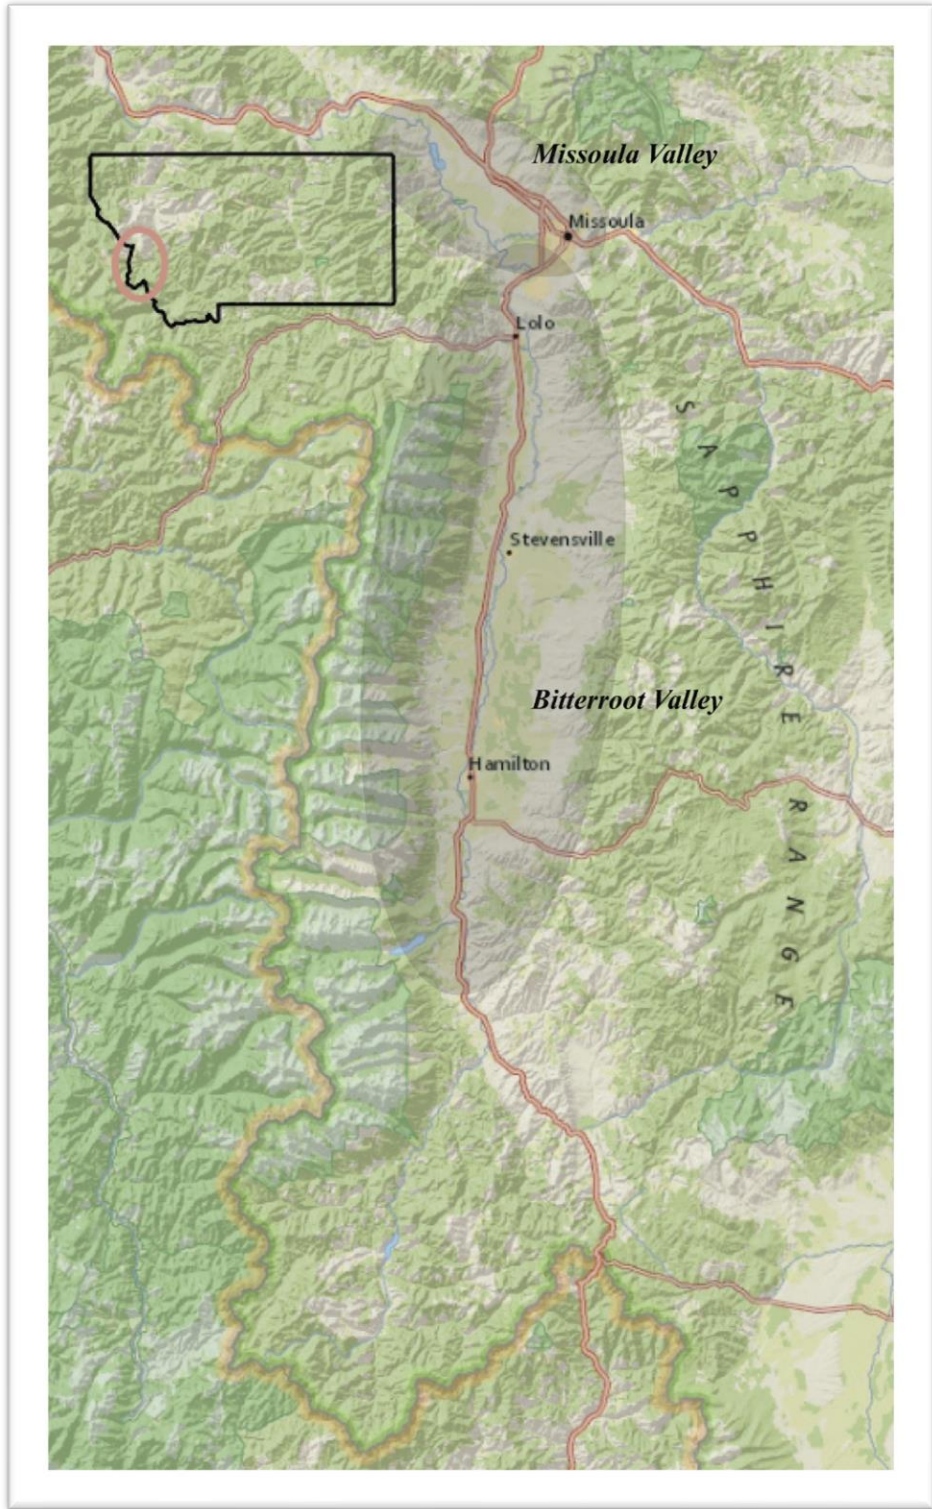 Missoula Valley
Missoula
Lolo
SAPPHIRE RANGE
Stevensville
Bitterroot Valley
Hamilton